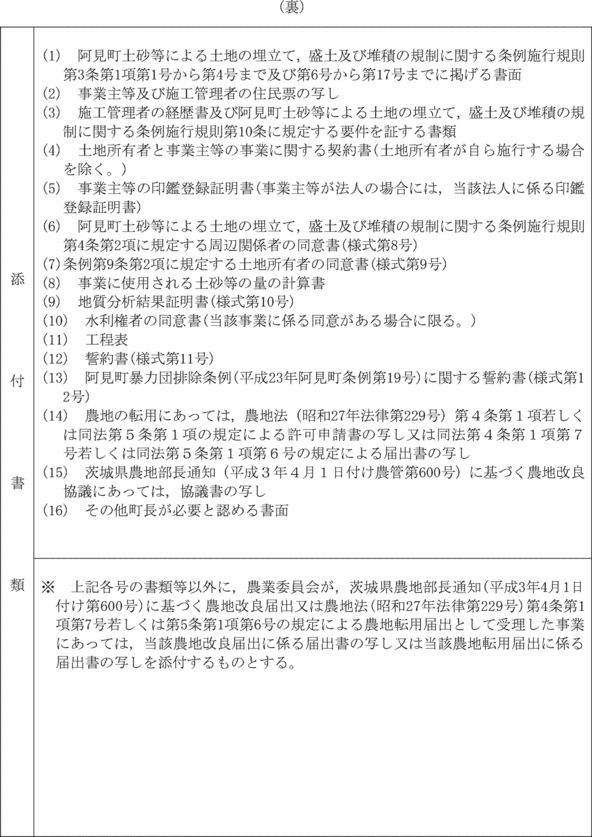 （裏）
(1)　阿見町土砂等による土地の埋立て，盛土及び堆積の規制に関する条例施行規則
第3条第1項第1号から第4号まで及び第6号から第17号までに掲げる書面
(2)　事業主等及び施工管理者の住民票の写し
(3)　施工管理者の経歴書及び阿見町土砂等による土地の埋立て，盛土及び堆積の規
制に関する条例施行規則第10条に規定する要件を証する書類
(4)　土地所有者と事業主等の事業に関する契約書(土地所有者が自ら施行する場合
を除く。)
(5)　事業主等の印鑑登録証明書(事業主等が法人の場合には，当該法人に係る印鑑
登録証明書)
(6)　阿見町土砂等による土地の埋立て，盛土及び堆積の規制に関する条例施行規則
第4条第2項に規定する周辺関係者の同意書(様式第8号)
(7)条例第9条第2項に規定する土地所有者の同意書(様式第9号)
(8)　事業に使用される土砂等の量の計算書
(9)　地質分析結果証明書(様式第10号)
(10)　水利権者の同意書(当該事業に係る同意がある場合に限る。)
(11)　工程表
(12)　誓約書(様式第11号)
(13)　阿見町暴力団排除条例(平成23年阿見町条例第19号)に関する誓約書(様式第1
2号)
(14)　農地の転用にあっては，農地法（昭和27年法律第229号）第４条第１項若しく
は同法第５条第１項の規定による許可申請書の写し又は同法第４条第１項第７
号若しくは同法第５条第１項第６号の規定による届出書の写し
(15)　茨城県農地部長通知（平成３年４月１日付け農管第600号）に基づく農地改良
協議にあっては，協議書の写し
(16)　その他町長が必要と認める書面
添
付
書
類
※　上記各号の書類等以外に，農業委員会が，茨城県農地部長通知(平成3年4月1日
付け第600号)に基づく農地改良届出又は農地法(昭和27年法律第229号)第4条第1
項第7号若しくは第5条第1項第6号の規定による農地転用届出として受理した事業
にあっては，当該農地改良届出に係る届出書の写し又は当該農地転用届出に係る
届出書の写しを添付するものとする。